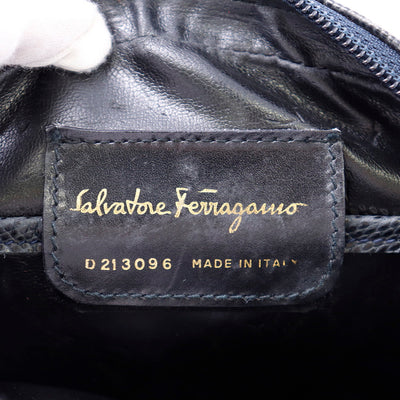 Salvatore Ferragamo
D213096 MADE IN ITALY